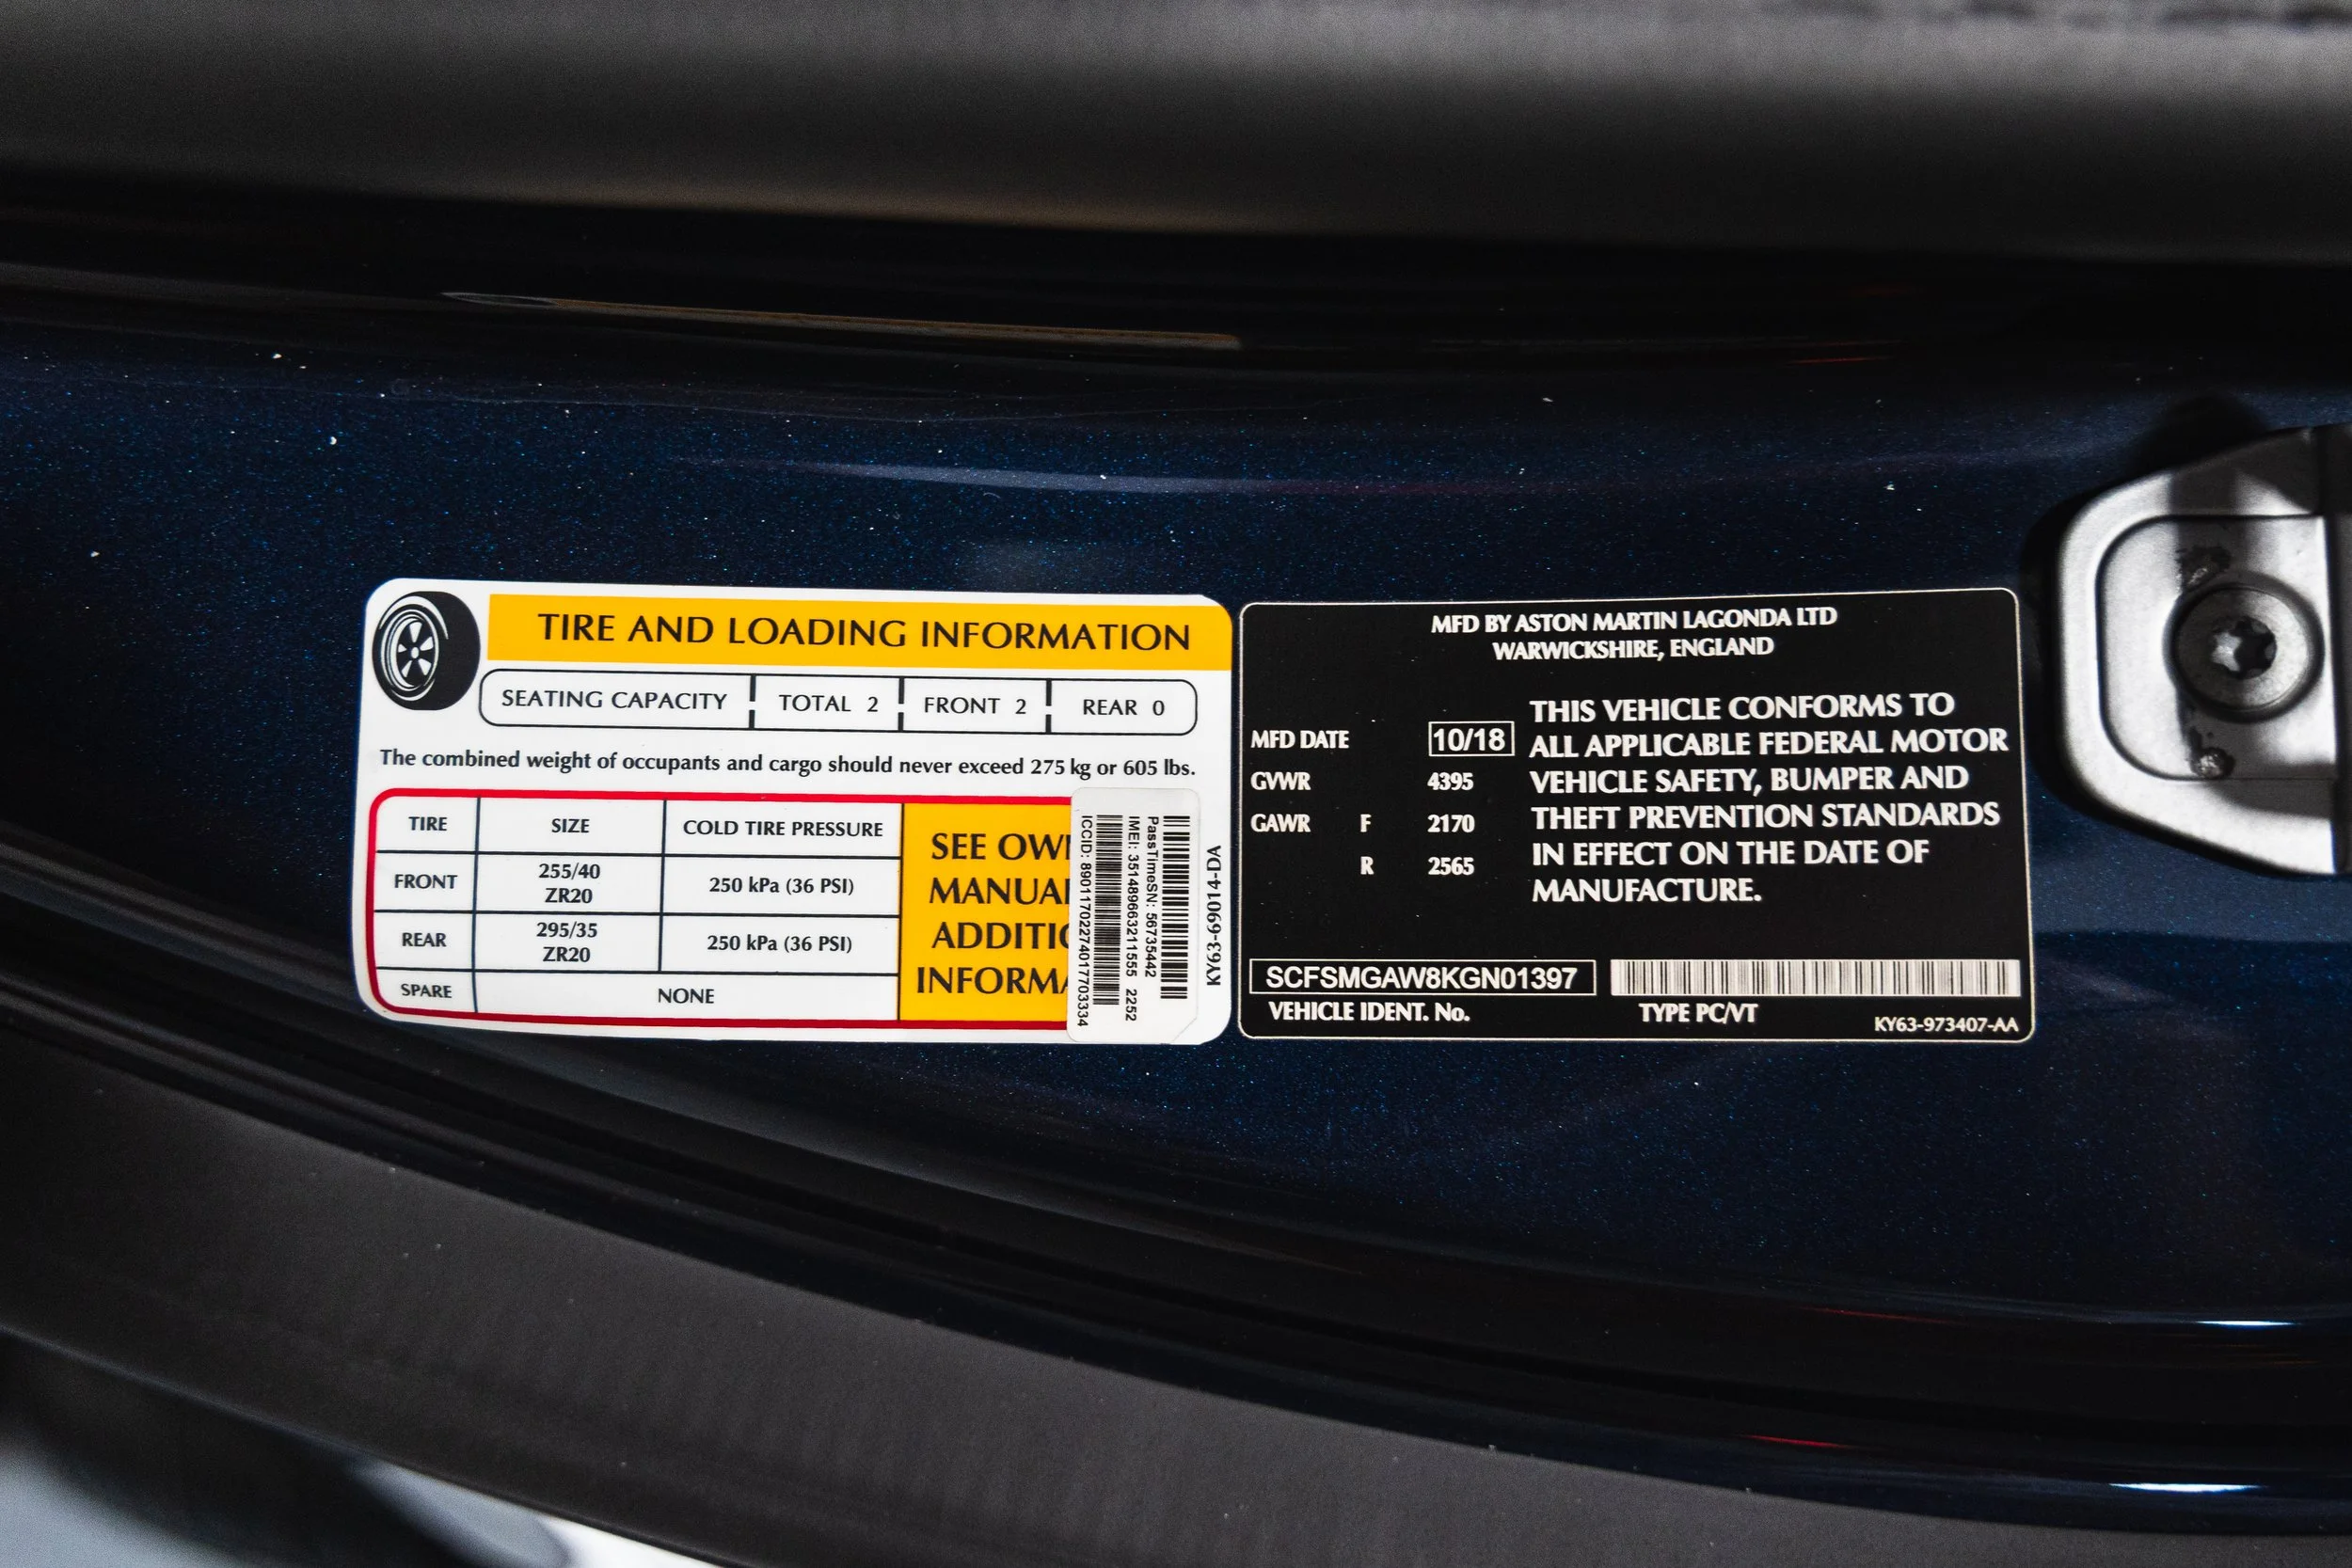 TIRE AND LOADING INFORMATION
SEATING CAPACITY TOTAL 2 FRONT 2 REAR 0
The combined weight of occupants and cargo should never exceed 275 kg or 605 lbs.
TIRE SIZE COLD TIRE PRESSURE
FRONT 255/40 ZR20 250 kPa (36 PSI)
REAR 295/35 ZR20 250 kPa (36 PSI)
SPARE NONE
SEE OWN
MANUAL
ADDITIO
INFORMA
PassTimeSN: 56735442
IMEI: 351489663211555 2252
ICCID: 89011702274017703334
KY63-69014-DA
MFD BY ASTON MARTIN LAGONDA LTD
WARWICKSHIRE, ENGLAND
MFD DATE 10/18
GVWR 4395
GAWR F 2170
R 2565
THIS VEHICLE CONFORMS TO
ALL APPLICABLE FEDERAL MOTOR
VEHICLE SAFETY, BUMPER AND
THEFT PREVENTION STANDARDS
IN EFFECT ON THE DATE OF
MANUFACTURE.
SCFSMGAW8KGN01397
VEHICLE IDENT. No. TYPE PC/VT
KY63-973407-AA